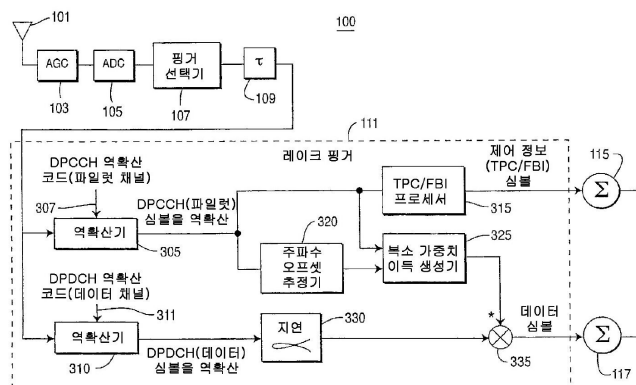 101
100
AGC
ADC
핑거
선택기
τ
103
105
107
109
111
레이크 핑거
제어 정보
(TPC/FBI)
심볼
115
Σ
DPCCH 역확산
코드(파일럿 채널)
307
DPCCH(파일럿)
심볼을 역확산
역확산기
305
TPC/FBI
프로세서
315
320
주파수
오프셋
추정기
325
복소 가중치
이득 생성기
DPDCH 역확산
코드(데이터 채널)
311
역확산기
310
DPDCH(데이터)
심볼을 역확산
지연
330
*
335
데이터
심볼
Σ
117